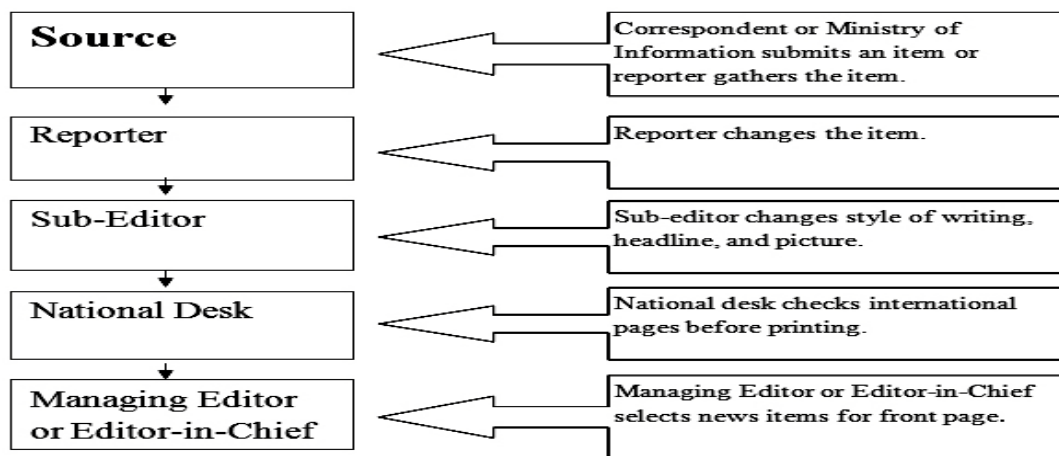 Source
Correspondent or Ministry of
Information submits an item or
reporter gathers the item.
Reporter
Reporter changes the item.
Sub-Editor
Sub-editor changes style of writing,
headline, and picture.
National Desk
National desk checks international
pages before printing.
Managing Editor
or Editor-in-Chief
Managing Editor or Editor-in-Chief
selects news items for front page.